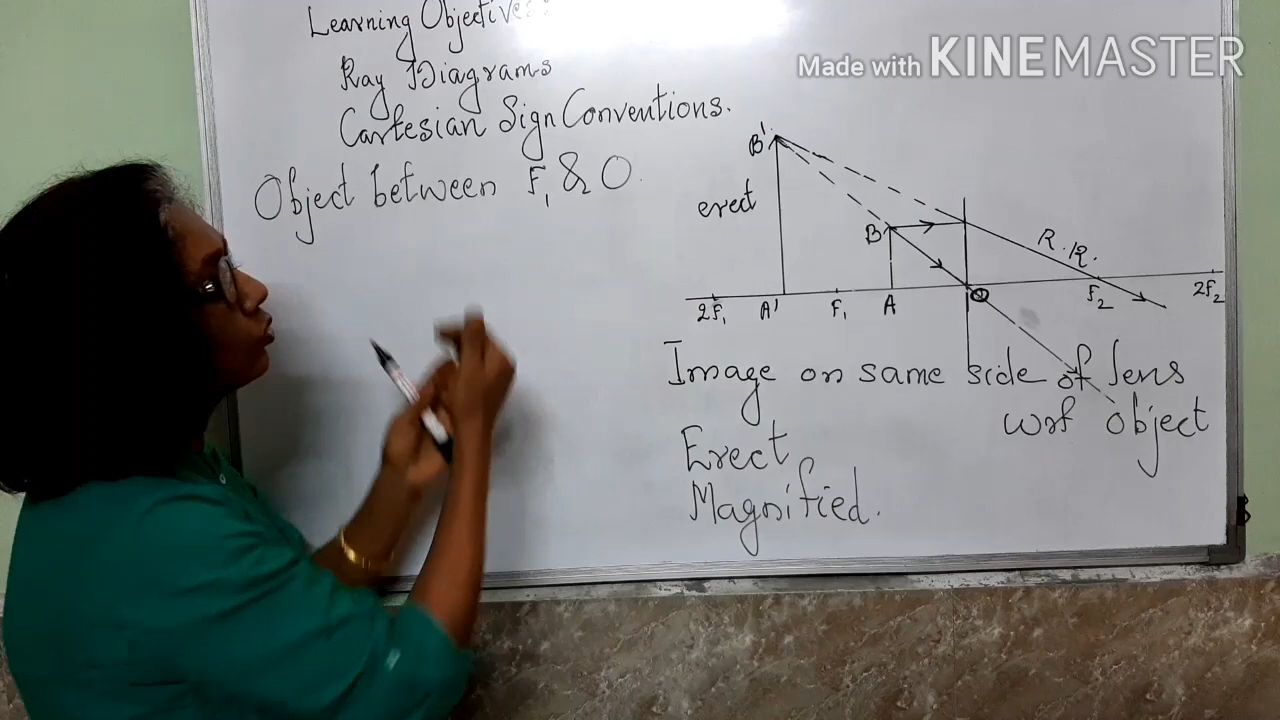 Learning Objectives:
Made with KINEMASTER
Ray Diagrams
Cartesian Sign Conventions.
Object between F₁ & O.
B'
erect
B
R.R.
2F₁ A' F₁ A O F₂ 2F₂
Image on same side of lens
wrt object
Erect
Magnified.